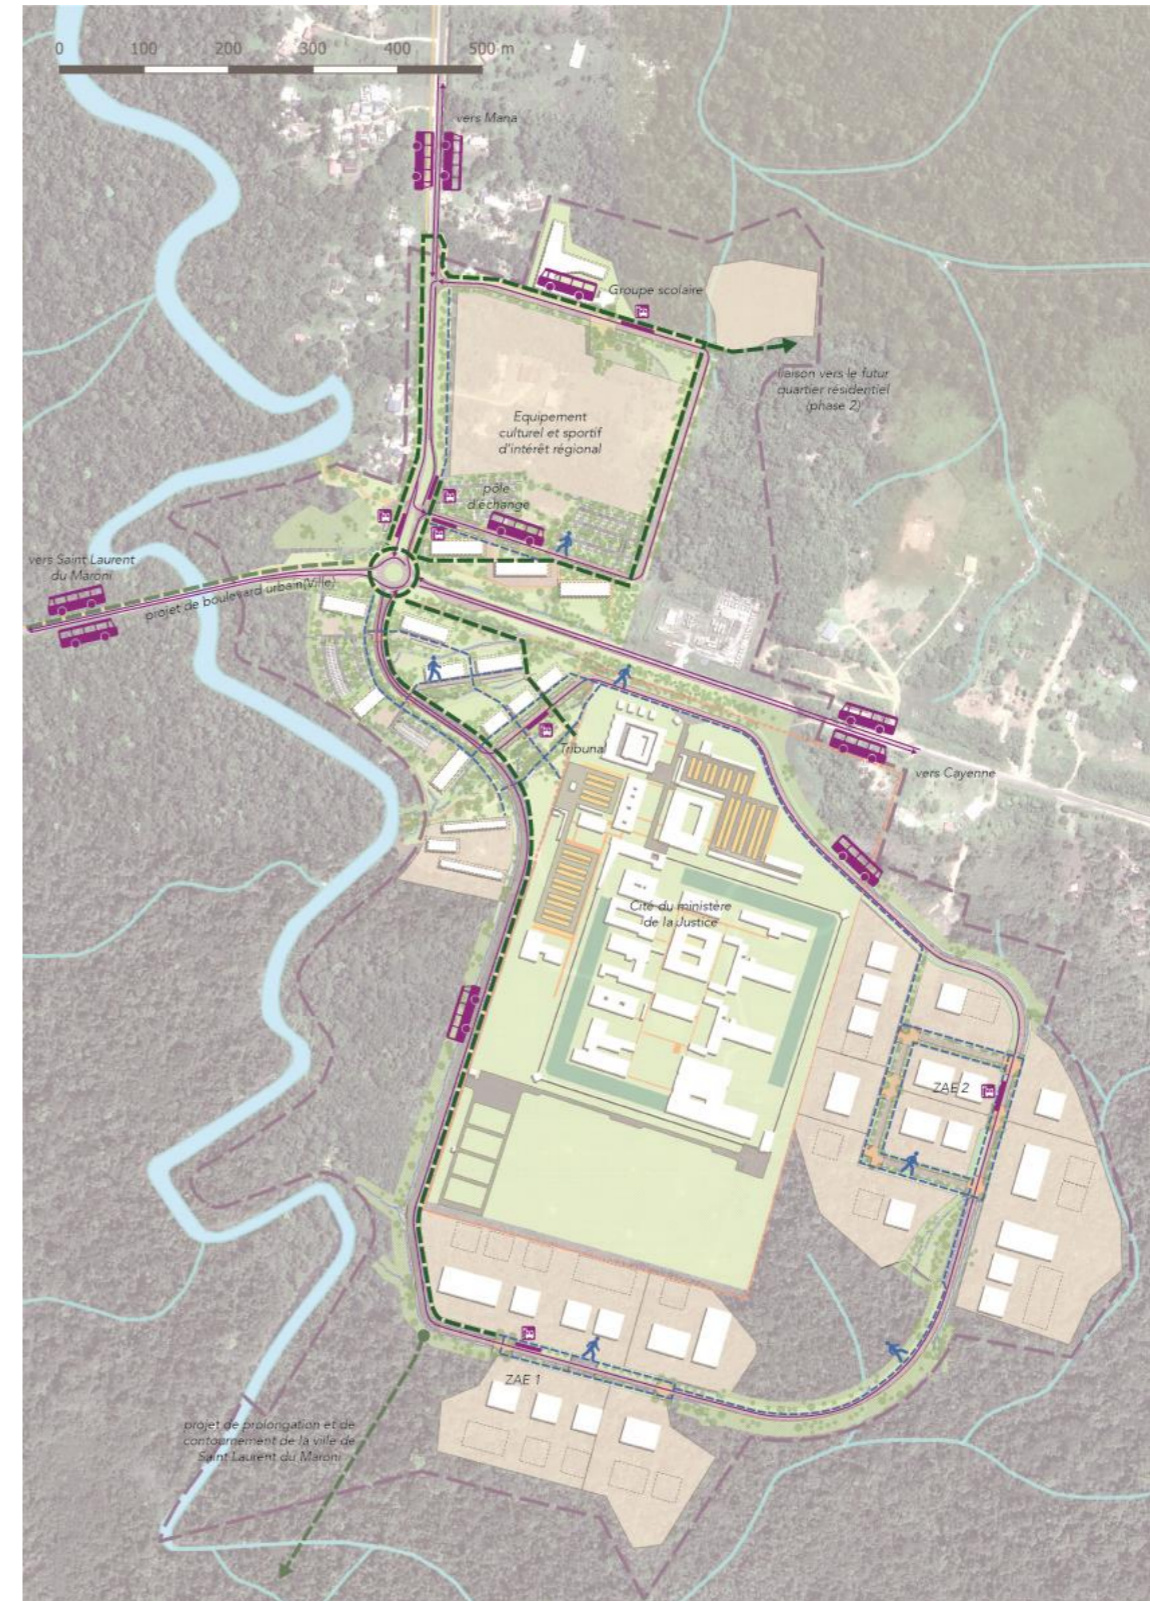 0 100 200 300 400 500 m
vers Mana
Groupe scolaire
liaison vers le futur
quartier résidentiel
(phase 2)
Equipement
culturel et sportif
d'intérêt régional
pôle
d'échange
vers Saint Laurent
du Maroni
projet de boulevard urbain(Ville)
Tribunal
vers Cayenne
Cité du ministère
de la Justice
ZAE 2
ZAE 1
projet de prolongation et de
contournement de la ville de
Saint Laurent du Maroni